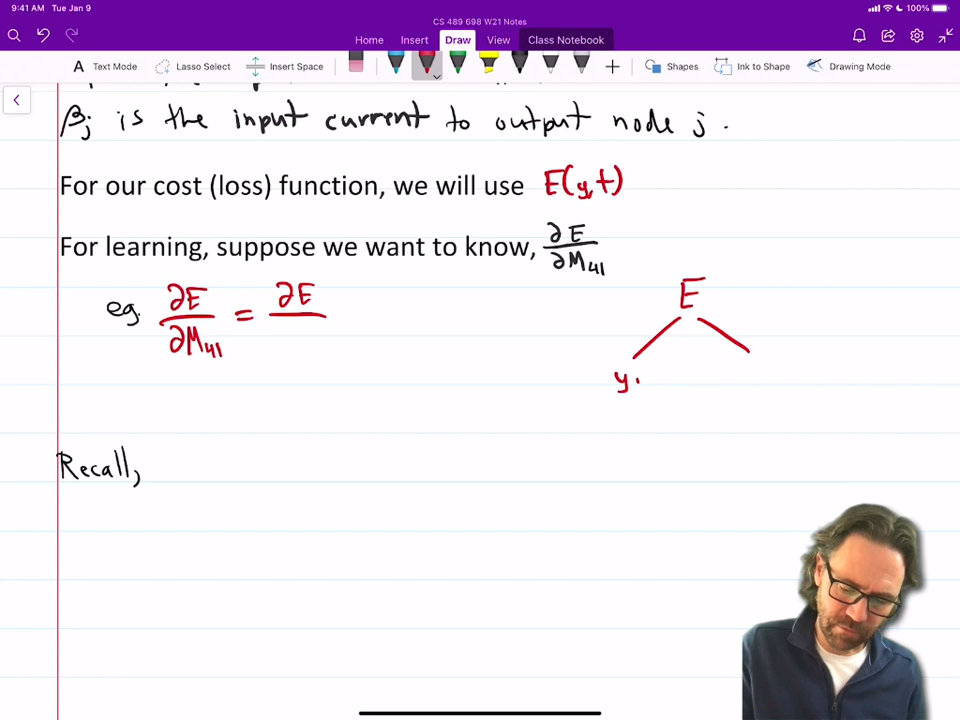 9:41 AM Tue Jan 9
100%
CS 489 698 W21 Notes
Home Insert Draw View Class Notebook
Text Mode Lasso Select Insert Space Shapes Ink to Shape Drawing Mode
βj is the input current to output node j.
For our cost (loss) function, we will use E(y,t)
For learning, suppose we want to know, ∂E/∂M41
eg. ∂E/∂M41 = ∂E
E
y
Recall,